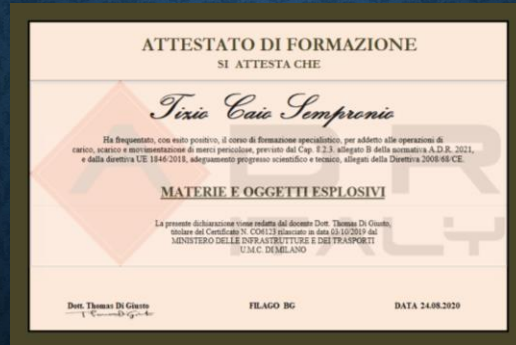 ATTESTATO DI FORMAZIONE
SI ATTESTA CHE
Tizio Caio Sempronio
Ha frequentato, con esito positivo, il corso di formazione specialistico, per addetto alle operazioni di
carico, scarico e movimentazione di merci pericolose, previsto dal Cap. 8.2.3. allegato B della normativa A.D.R. 2021,
e dalla direttiva UE 1846/2018, adeguamento progresso scientifico e tecnico, allegati della Direttiva 2008/68/CE.
MATERIE E OGGETTI ESPLOSIVI
La presente dichiarazione viene redatta dal docente Dott. Thomas Di Giusto,
titolare del Certificato N. CO6123 rilasciato in data 03/10/2019 dal
MINISTERO DELLE INFRASTRUTTURE E DEI TRASPORTI
U.M.C. DI MILANO
Dott. Thomas Di Giusto
FILAGO BG
DATA 24.08.2020